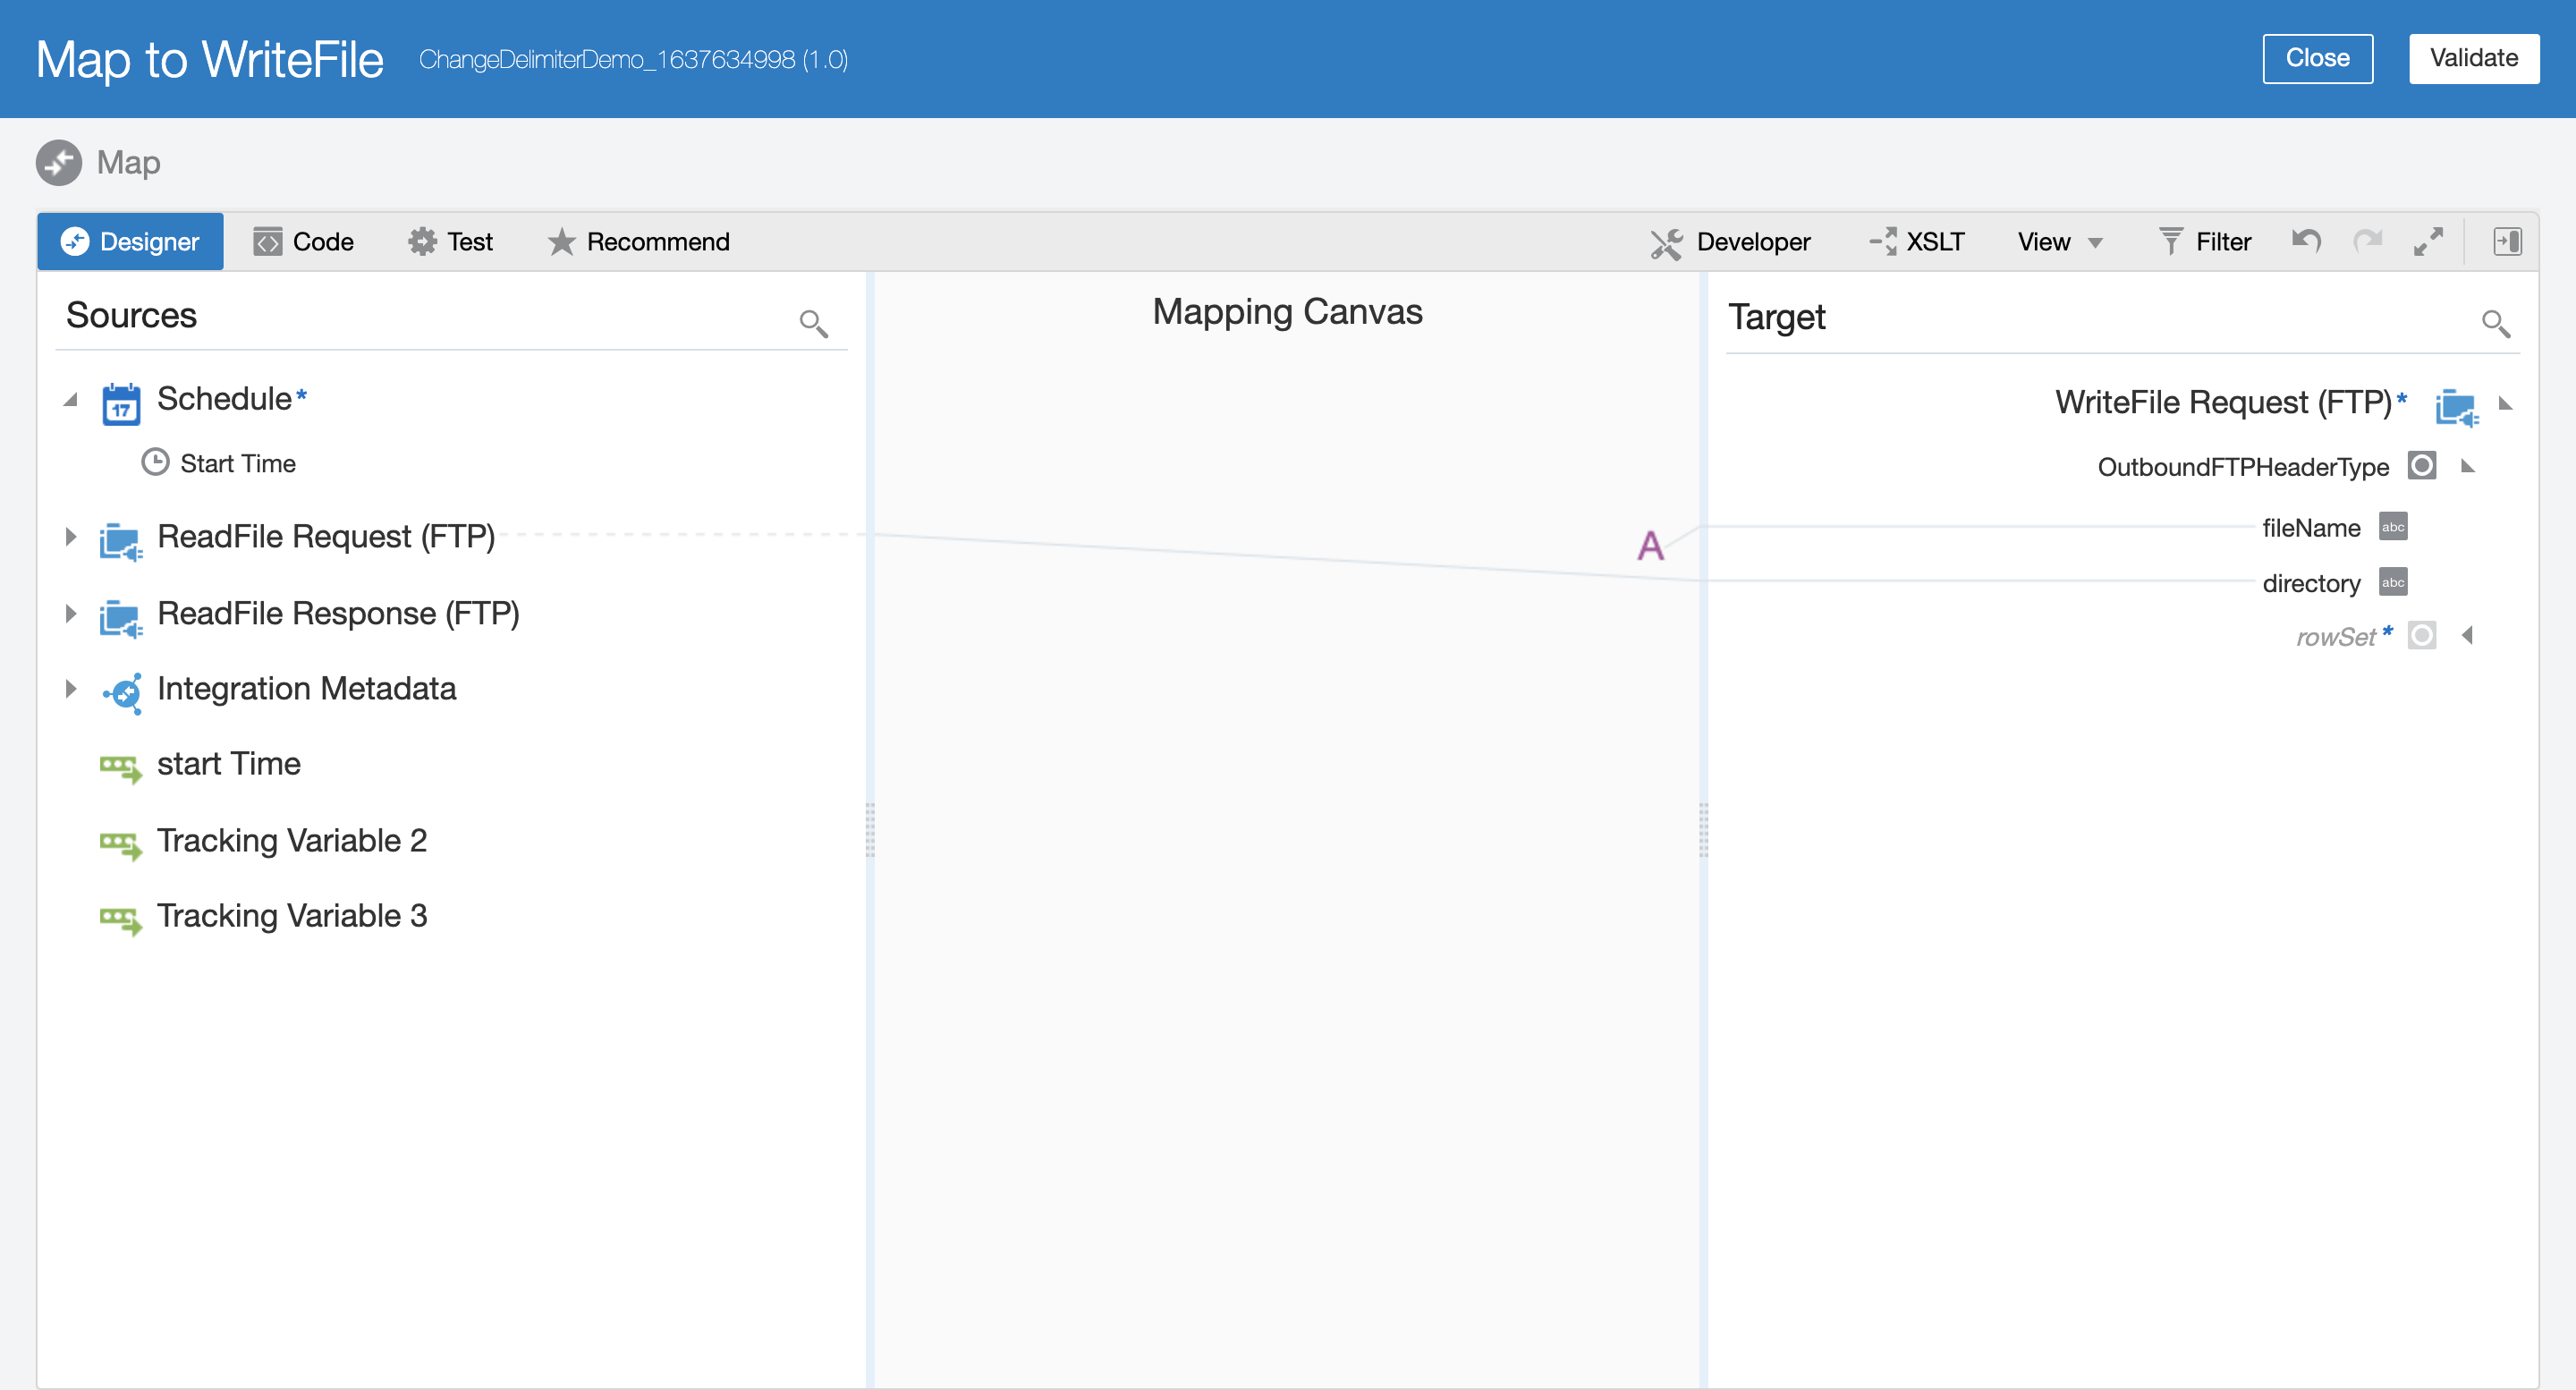 Map to WriteFile ChangeDelimiterDemo_1637634998 (1.0) Close Validate
Map
Designer Code Test Recommend Developer XSLT View Filter
Sources
17 Schedule*
Start Time
ReadFile Request (FTP)
ReadFile Response (FTP)
Integration Metadata
start Time
Tracking Variable 2
Tracking Variable 3
Mapping Canvas
A
Target
WriteFile Request (FTP)*
OutboundFTPHeaderType
fileName abc
directory abc
rowSet *